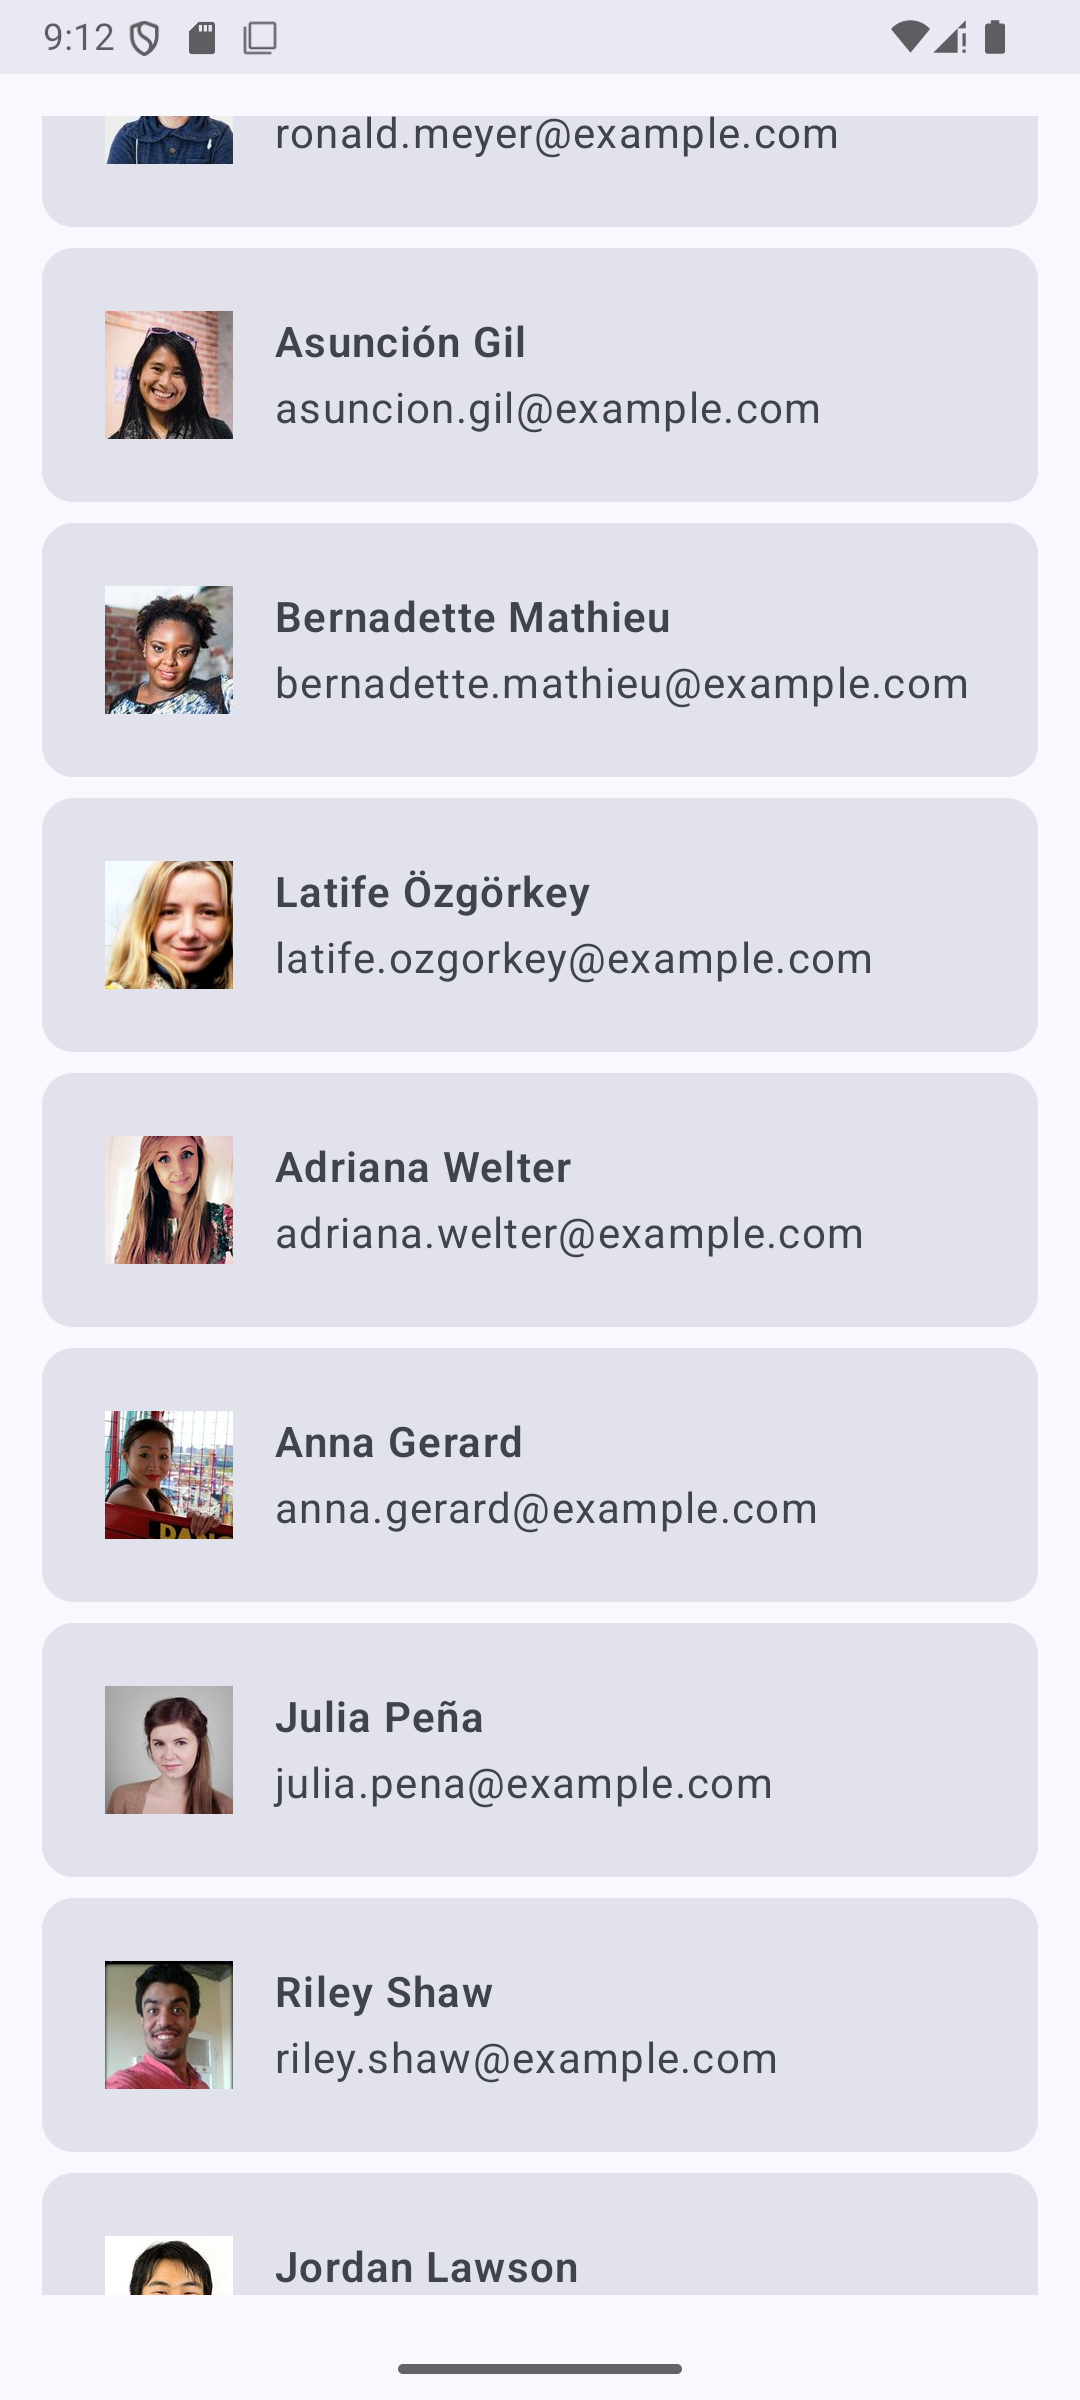 9:12
ronald.meyer@example.com
Asunción Gil
asuncion.gil@example.com
Bernadette Mathieu
bernadette.mathieu@example.com
Latife Özgörkey
latife.ozgorkey@example.com
Adriana Welter
adriana.welter@example.com
Anna Gerard
anna.gerard@example.com
Julia Peña
julia.pena@example.com
Riley Shaw
riley.shaw@example.com
Jordan Lawson